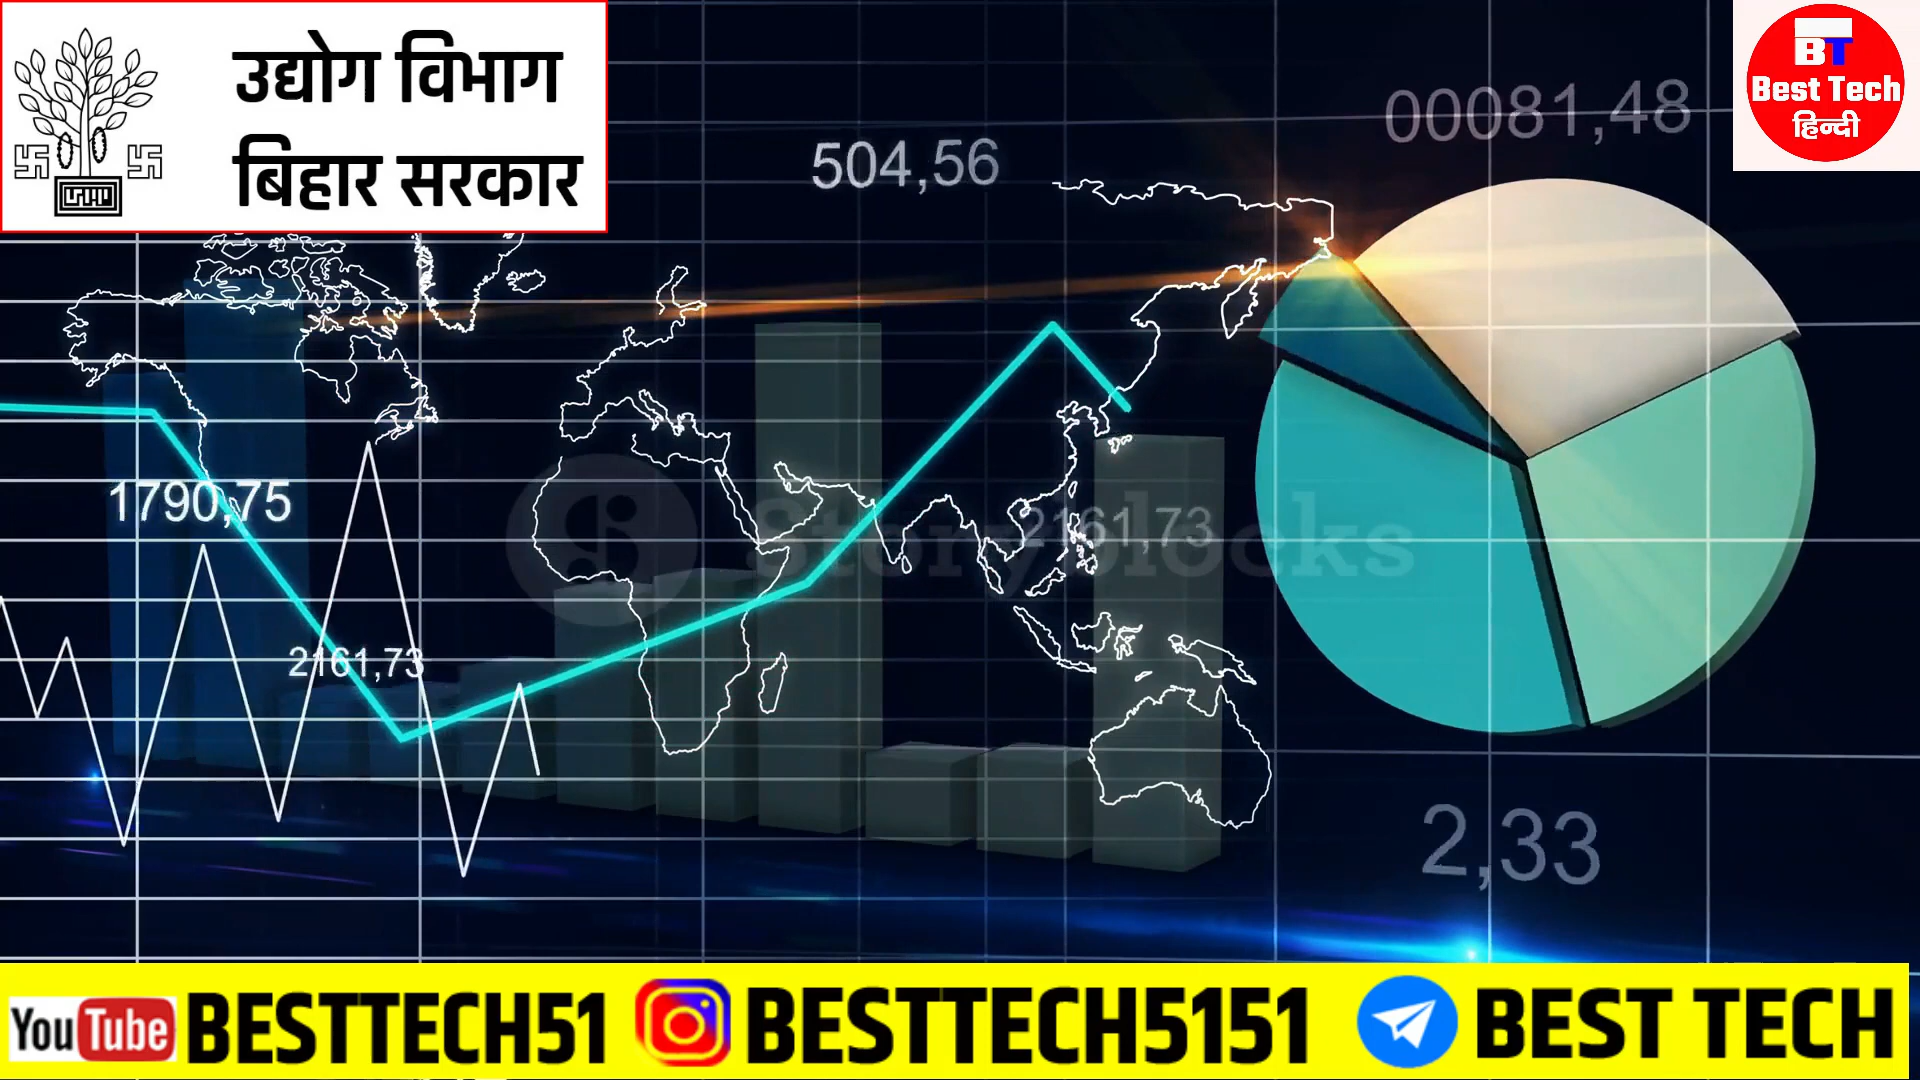 उद्योग विभाग
बिहार सरकार
BT
Best Tech
हिन्दी
00081,48
504,56
1790,75
2161,73
Storyblocks
2161,73
2,33
YouTube BESTTECH51 BESTTECH5151 BEST TECH